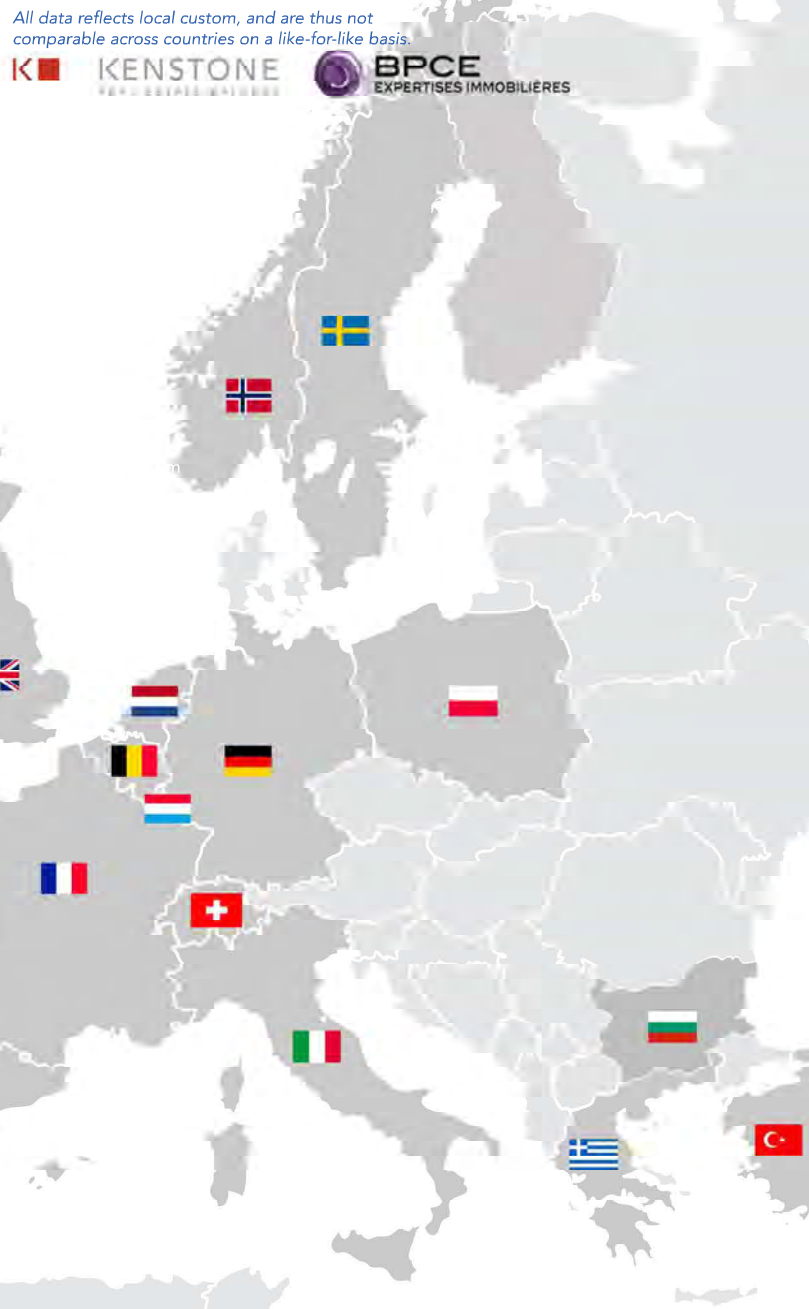 All data reflects local custom, and are thus not
comparable across countries on a like-for-like basis.
KENSTONE
BPCE
EXPERTISES IMMOBILIÈRES